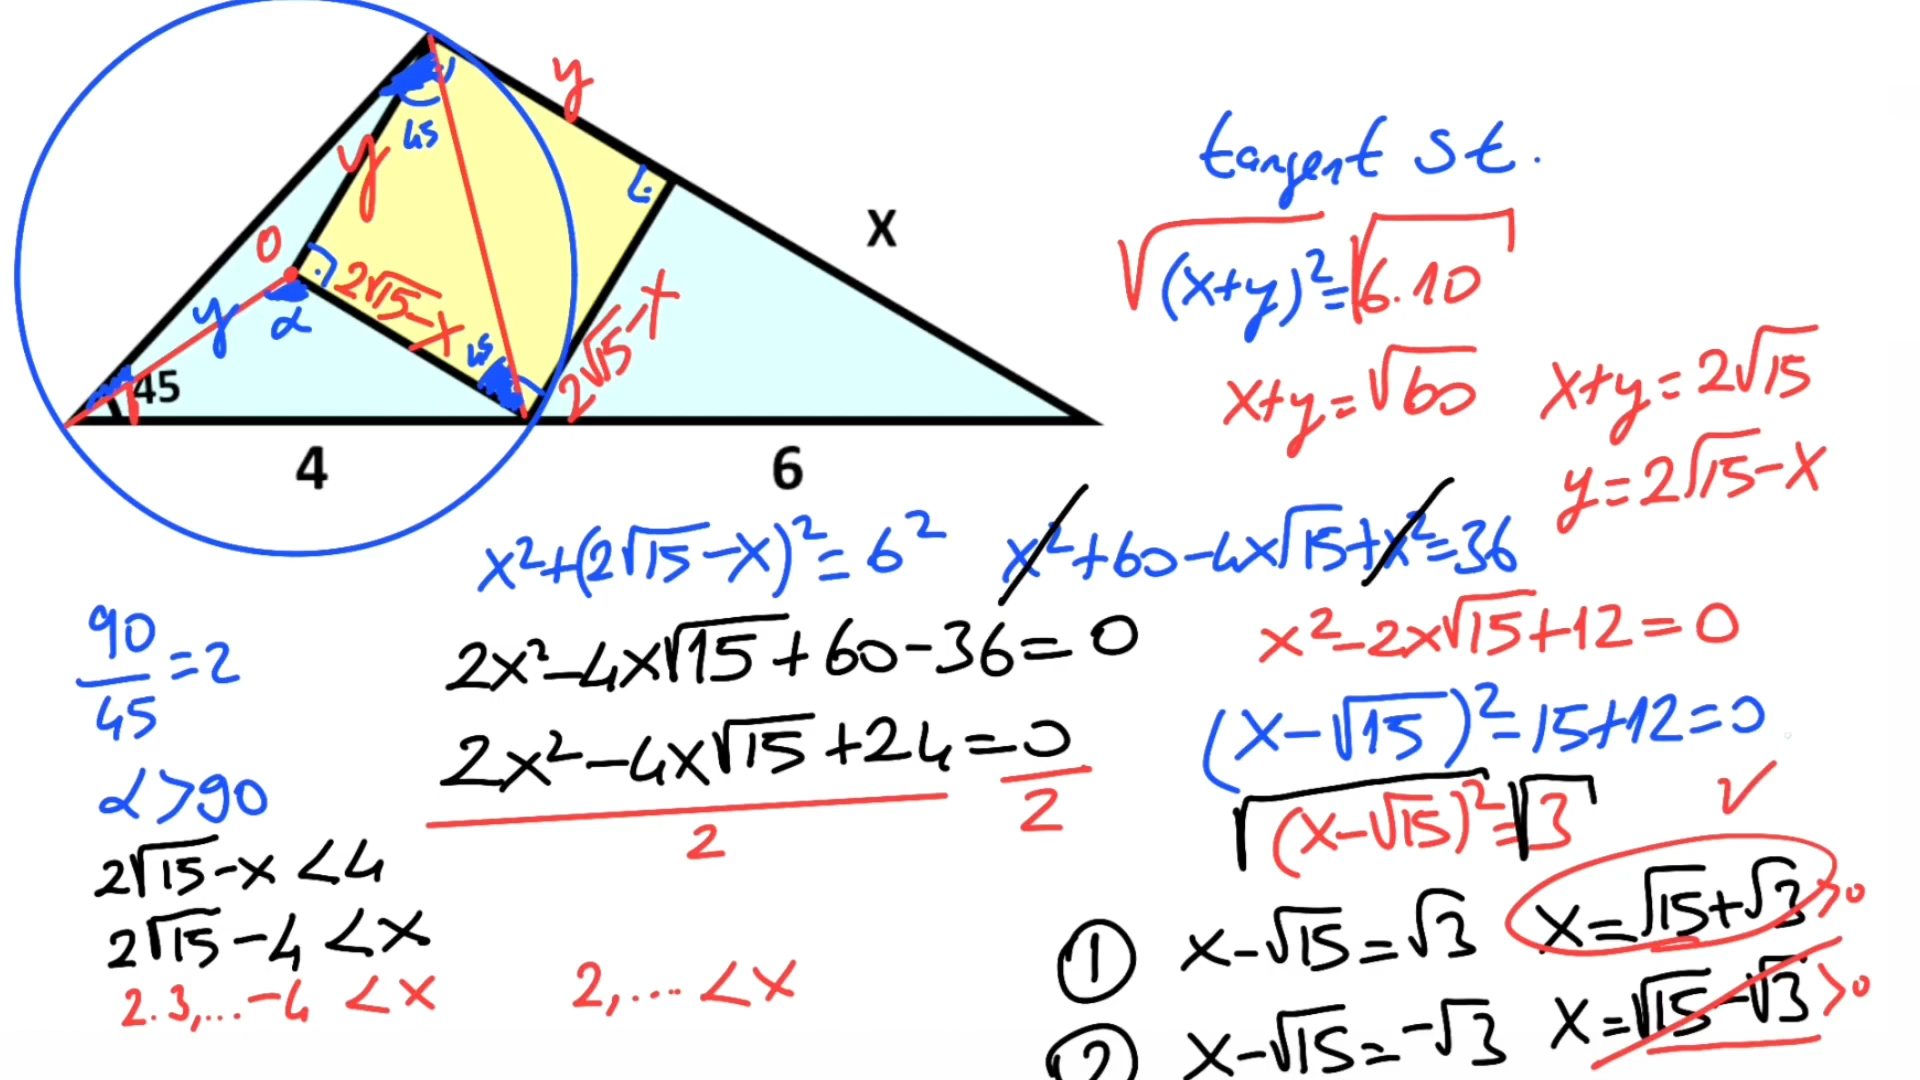 y
45
y
X
0
2√15-x
y
α
45
2√15-x
45
4
6
tangent st.
√(x+y)²=√6.10
x+y=√60
x+y=2√15
y=2√15-x
x²+(2√15-x)²=6²
x²+60-4x√15+x²=36
2x²-4x√15+60-36=0
x²-2x√15+12=0
90/45=2
2x²-4x√15+24=0
2
2
(x-√15)²=15+12=0
α>90
√(x-√15)²=√3
2√15-x<4
2√15-4<x
2.3,...-4<x
2,...<x
① x-√15=√3
x=√15+√3>0
② x-√15=-√3
x=√15-√3>0